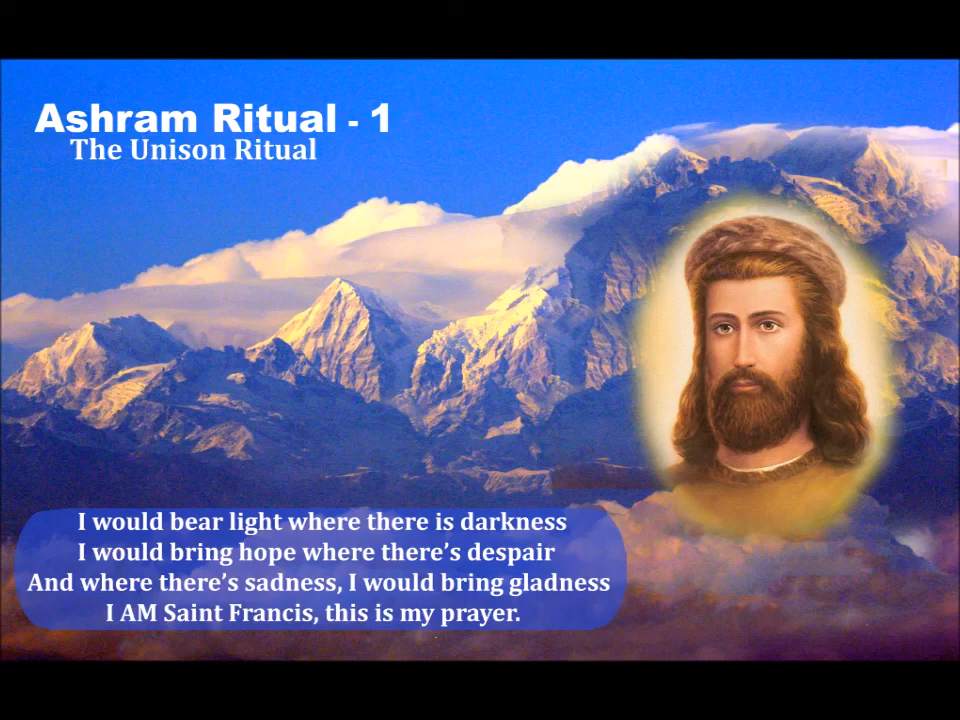 Ashram Ritual - 1
The Unison Ritual
I would bear light where there is darkness
I would bring hope where there’s despair
And where there’s sadness, I would bring gladness
I AM Saint Francis, this is my prayer.